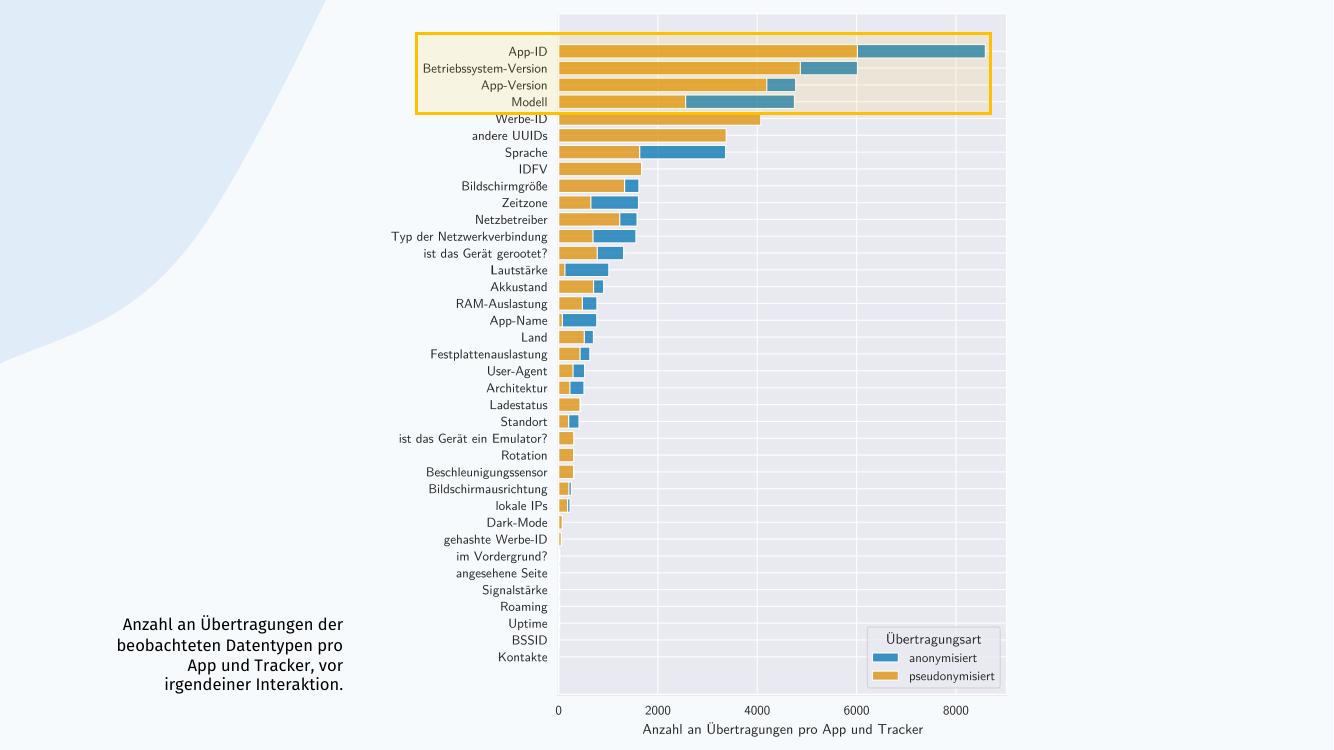 App-ID
Betriebssystem-Version
App-Version
Modell
Werbe-ID
andere UUIDs
Sprache
IDFV
Bildschirmgröße
Zeitzone
Netzbetreiber
Typ der Netzwerkverbindung
ist das Gerät gerootet?
Lautstärke
Akkustand
RAM-Auslastung
App-Name
Land
Festplattenauslastung
User-Agent
Architektur
Ladestatus
Standort
ist das Gerät ein Emulator?
Rotation
Beschleunigungssensor
Bildschirmausrichtung
lokale IPs
Dark-Mode
gehashte Werbe-ID
im Vordergrund?
angesehene Seite
Signalstärke
Roaming
Uptime
BSSID
Kontakte
0 2000 4000 6000 8000
Anzahl an Übertragungen pro App und Tracker
Übertragungsart
anonymisiert
pseudonymisiert
Anzahl an Übertragungen der
beobachteten Datentypen pro
App und Tracker, vor
irgendeiner Interaktion.